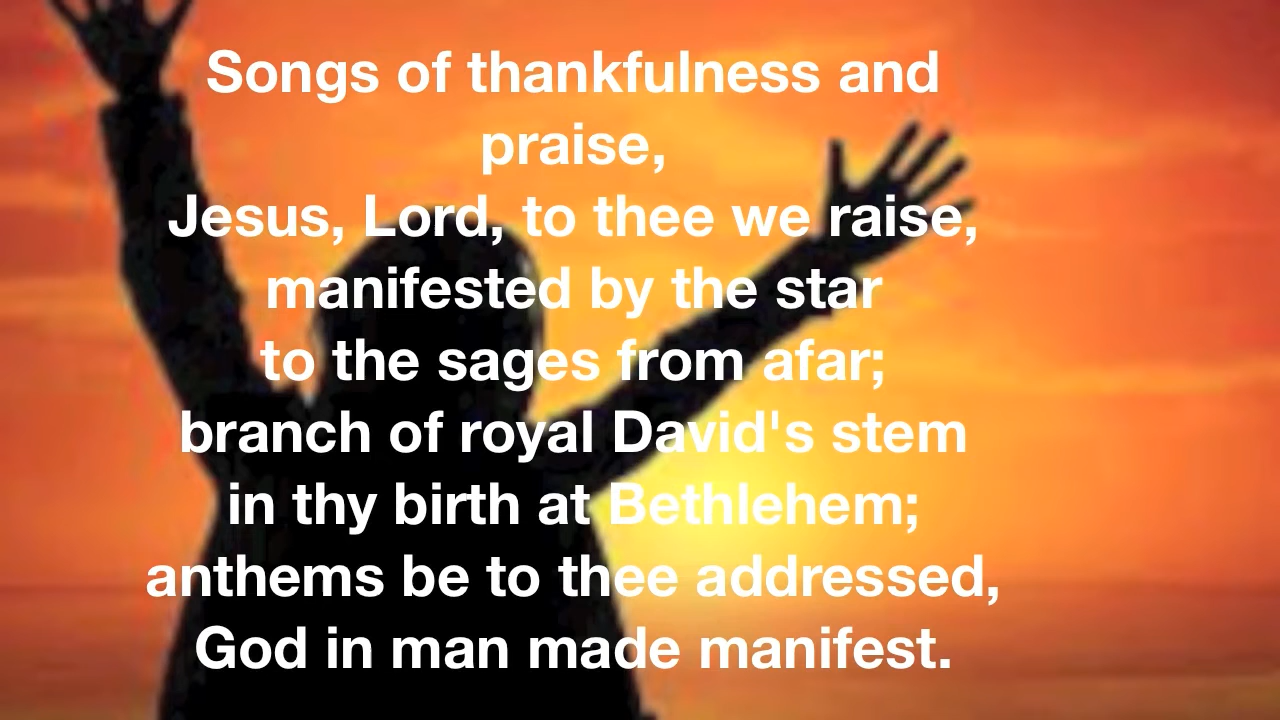 Songs of thankfulness and
praise,
Jesus, Lord, to thee we raise,
manifested by the star
to the sages from afar;
branch of royal David's stem
in thy birth at Bethlehem;
anthems be to thee addressed,
God in man made manifest.